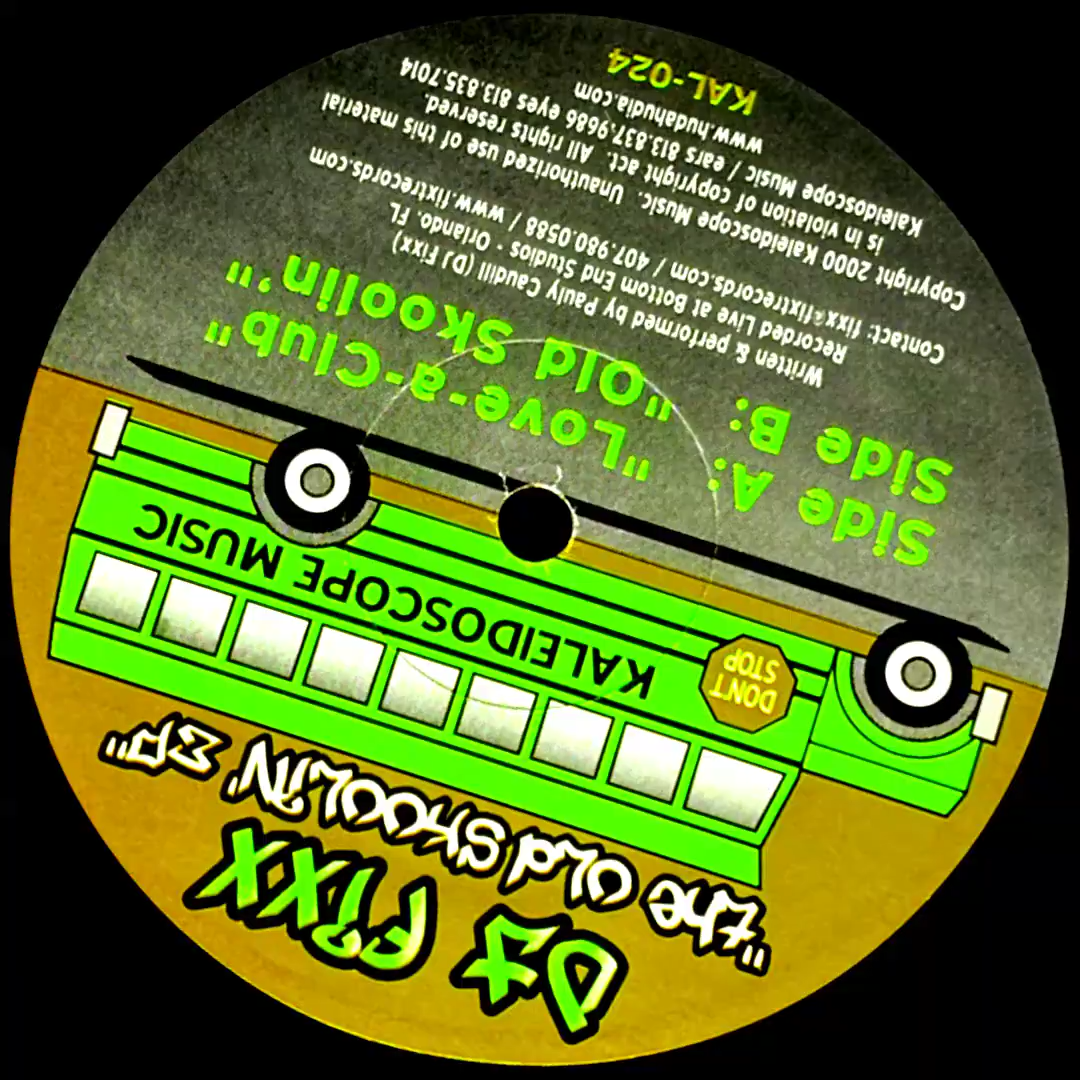 DJ FIXX
"the OLd SKOOLiN' EP"
KALEIDOSCOPE MUSIC
DON'T
STOP
Side A: "Love-a-Club"
Side B: "Old Skoolin'"
Written & performed by Pauly Caudill (DJ Fixx)
Recorded Live at Bottom End Studios - Orlando, FL
Contact: fixx@fixtrecords.com / 407.980.0588 / www.fixtrecords.com
Copyright 2000 Kaleidoscope Music. Unauthorized use of this material
is in violation of copyright act. All rights reserved.
Kaleidoscope Music / ears 813.837.9686 eyes 813.835.7014
www.hudahudia.com
KAL-024